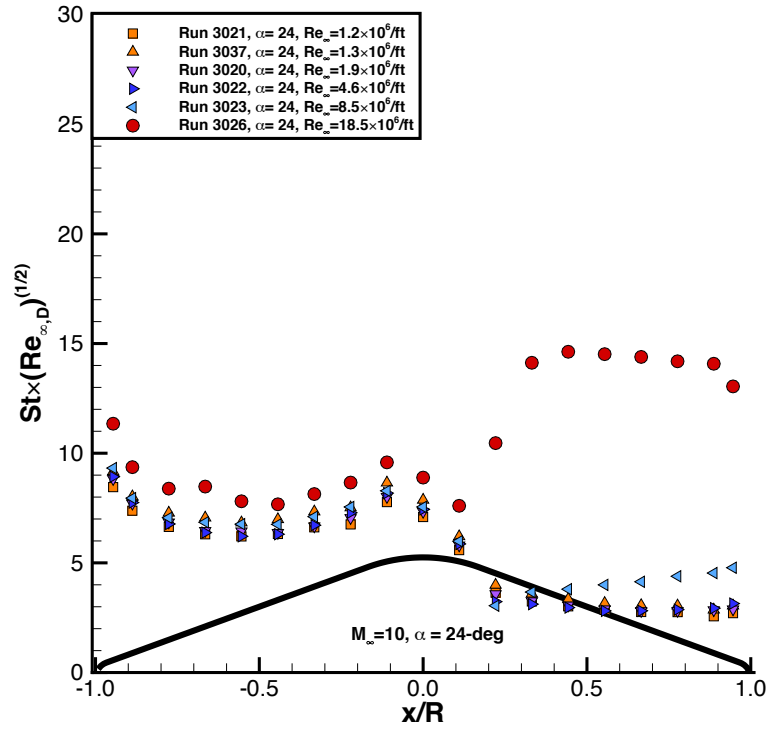 30
Run 3021, α= 24, Re∞=1.2×10⁶/ft
Run 3037, α= 24, Re∞=1.3×10⁶/ft
Run 3020, α= 24, Re∞=1.9×10⁶/ft
Run 3022, α= 24, Re∞=4.6×10⁶/ft
Run 3023, α= 24, Re∞=8.5×10⁶/ft
Run 3026, α= 24, Re∞=18.5×10⁶/ft
25
20
15
10
5
0
St×(Re∞,D)(1/2)
M∞=10, α = 24-deg
-1.0 -0.5 0.0 0.5 1.0
x/R